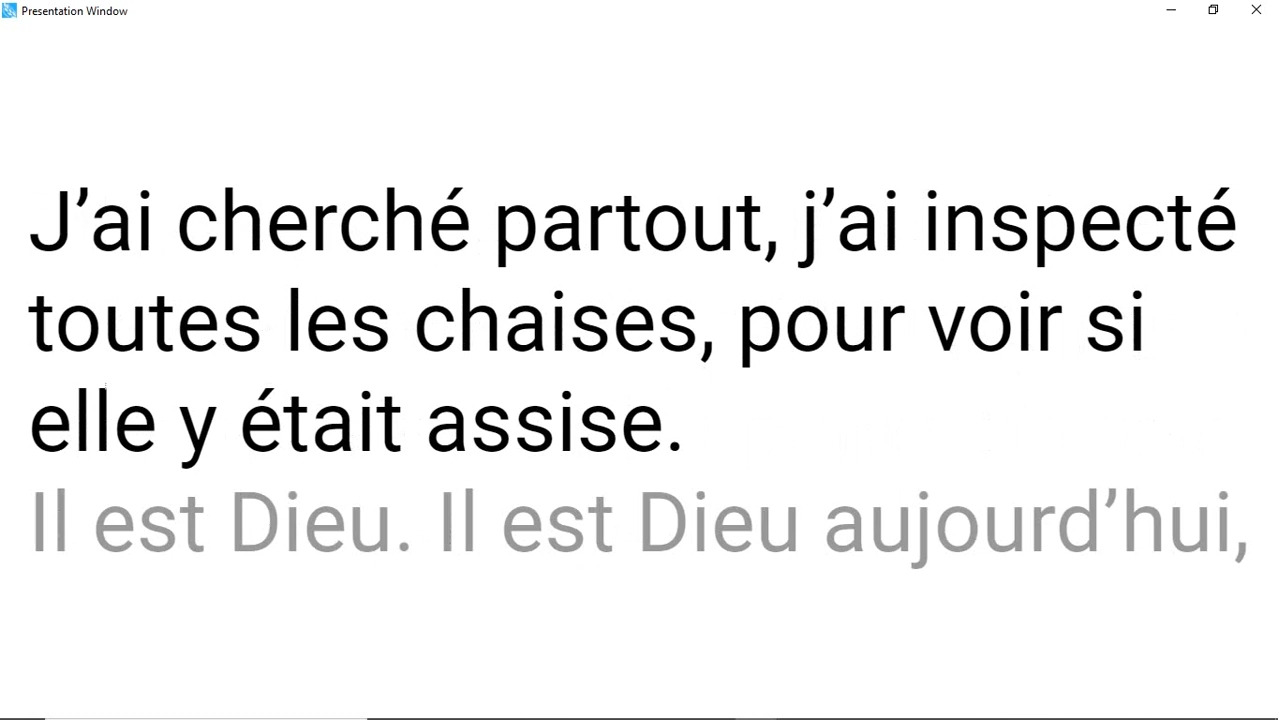 Presentation Window
J’ai cherché partout, j’ai inspecté
toutes les chaises, pour voir si
elle y était assise.
Il est Dieu. Il est Dieu aujourd’hui,